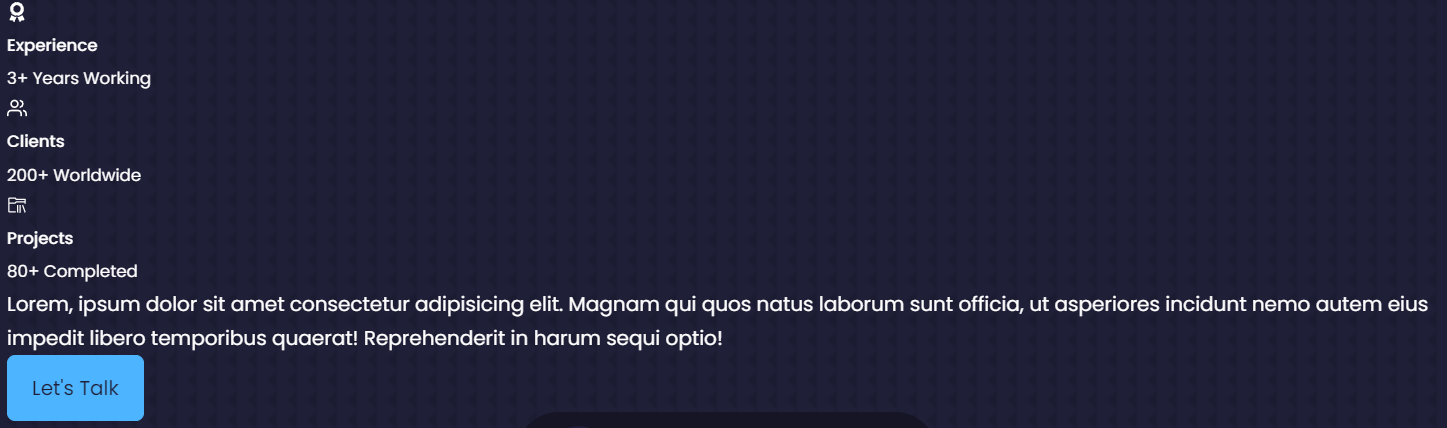 Experience
3+ Years Working
Clients
200+ Worldwide
Projects
80+ Completed
Lorem, ipsum dolor sit amet consectetur adipisicing elit. Magnam qui quos natus laborum sunt officia, ut asperiores incidunt nemo autem eius
impedit libero temporibus quaerat! Reprehenderit in harum sequi optio!
Let's Talk